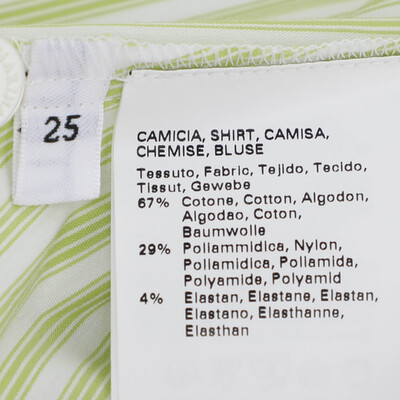 25
CAMICIA, SHIRT, CAMISA,
CHEMISE, BLUSE
Tessuto, Fabric, Tejido, Tecido,
Tissut, Gewebe
67% Cotone, Cotton, Algodon,
Algodao, Coton,
Baumwolle
29% Poliammidica, Nylon,
Poliamidica, Poliamida,
Polyamide, Polyamid
4% Elastan, Elastane, Elastan,
Elastano, Elasthanne,
Elasthan